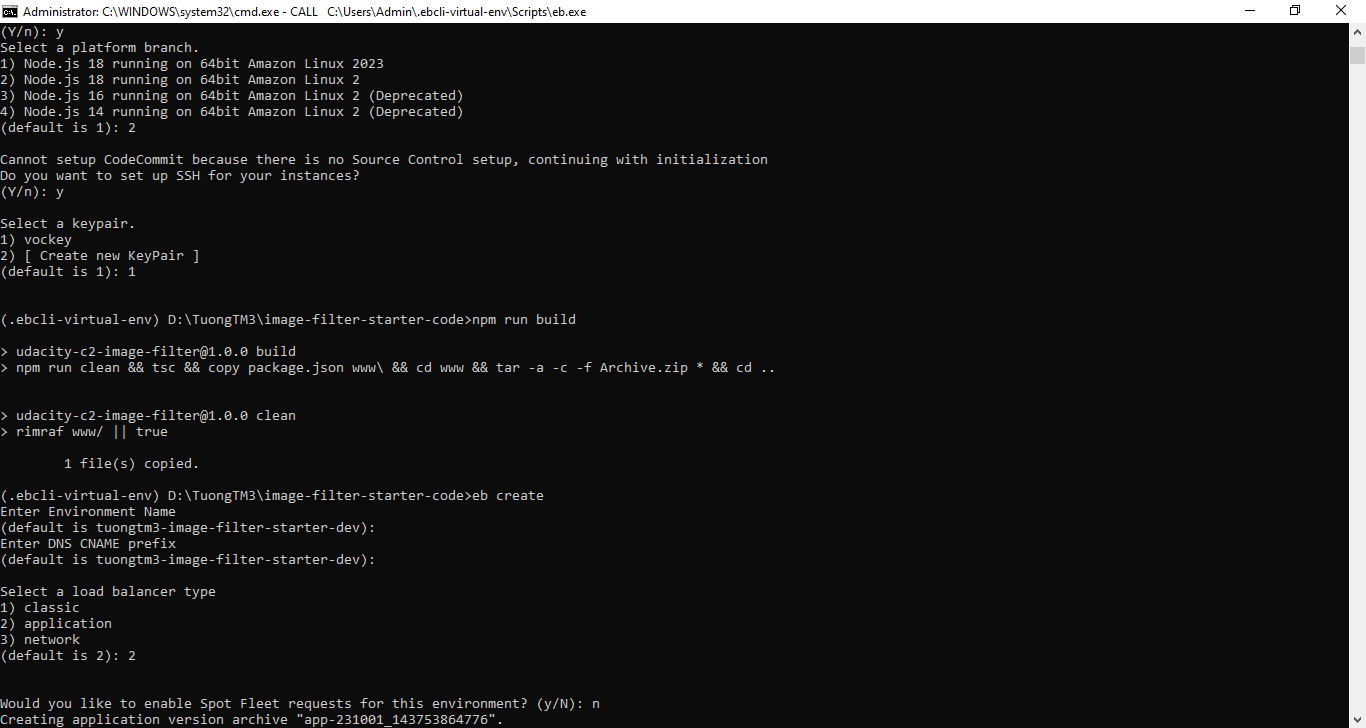 Administrator: C:\WINDOWS\system32\cmd.exe - CALL C:\Users\Admin\.ebcli-virtual-env\Scripts\eb.exe
(Y/n): y
Select a platform branch.
1) Node.js 18 running on 64bit Amazon Linux 2023
2) Node.js 18 running on 64bit Amazon Linux 2
3) Node.js 16 running on 64bit Amazon Linux 2 (Deprecated)
4) Node.js 14 running on 64bit Amazon Linux 2 (Deprecated)
(default is 1): 2
Cannot setup CodeCommit because there is no Source Control setup, continuing with initialization
Do you want to set up SSH for your instances?
(Y/n): y
Select a keypair.
1) vockey
2) [ Create new KeyPair ]
(default is 1): 1
(.ebcli-virtual-env) D:\TuongTM3\image-filter-starter-code>npm run build
> udacity-c2-image-filter@1.0.0 build
> npm run clean && tsc && copy package.json www\ && cd www && tar -a -c -f Archive.zip * && cd ..
> udacity-c2-image-filter@1.0.0 clean
> rimraf www/ || true
1 file(s) copied.
(.ebcli-virtual-env) D:\TuongTM3\image-filter-starter-code>eb create
Enter Environment Name
(default is tuongtm3-image-filter-starter-dev):
Enter DNS CNAME prefix
(default is tuongtm3-image-filter-starter-dev):
Select a load balancer type
1) classic
2) application
3) network
(default is 2): 2
Would you like to enable Spot Fleet requests for this environment? (y/N): n
Creating application version archive "app-231001_143753864776".